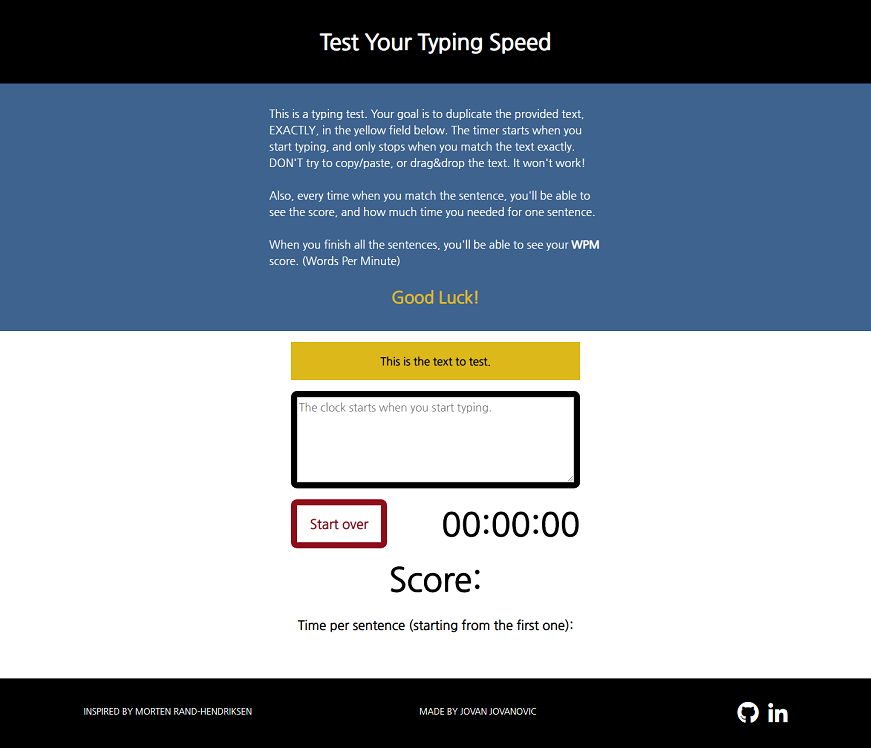 Test Your Typing Speed
This is a typing test. Your goal is to duplicate the provided text,
EXACTLY, in the yellow field below. The timer starts when you
start typing, and only stops when you match the text exactly.
DON'T try to copy/paste, or drag&drop the text. It won't work!
Also, every time when you match the sentence, you'll be able to
see the score, and how much time you needed for one sentence.
When you finish all the sentences, you'll be able to see your WPM
score. (Words Per Minute)
Good Luck!
This is the text to test.
The clock starts when you start typing.
Start over
00:00:00
Score:
Time per sentence (starting from the first one):
INSPIRED BY MORTEN RAND-HENDRIKSEN
MADE BY JOVAN JOVANOVIC
in